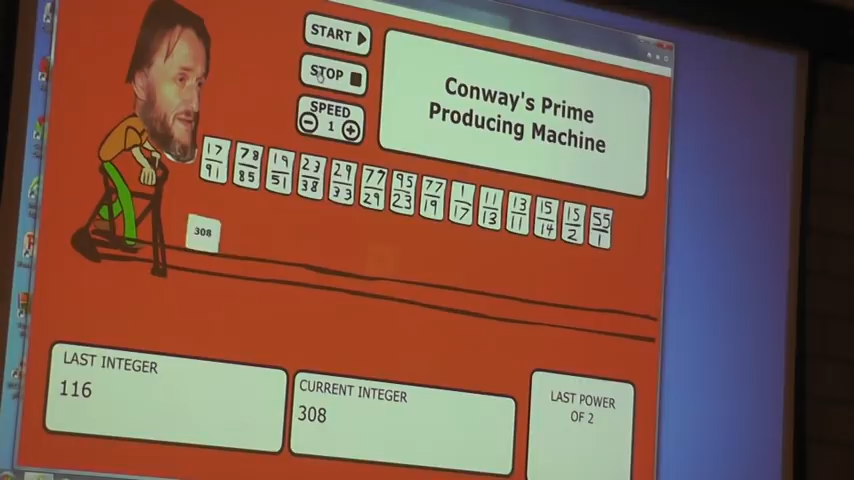 START
STOP
SPEED
1
Conway's Prime
Producing Machine
17 78 19 23 29 77 95 77 1 11 13 15 15 55
91 85 51 38 33 29 23 19 17 13 11 14 2 1
308
LAST INTEGER
116
CURRENT INTEGER
308
LAST POWER
OF 2